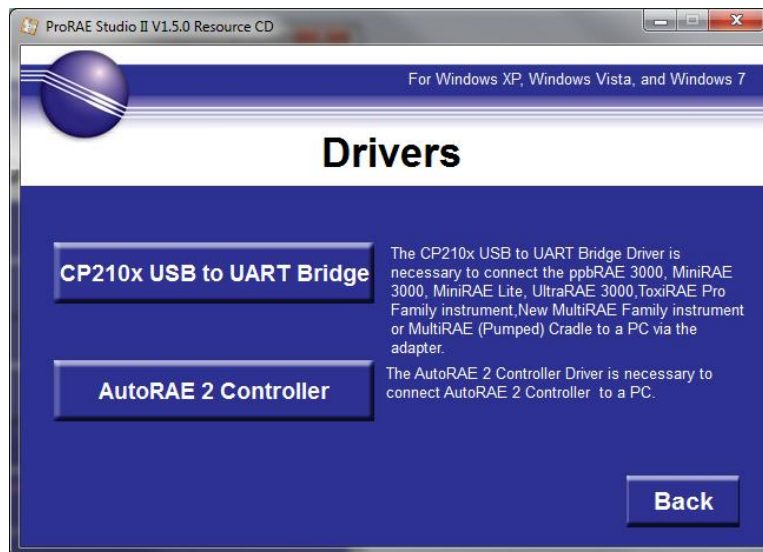 ProRAE Studio II V1.5.0 Resource CD
For Windows XP, Windows Vista, and Windows 7
Drivers
CP210x USB to UART Bridge
The CP210x USB to UART Bridge Driver is
necessary to connect the ppbRAE 3000, MiniRAE
3000, MiniRAE Lite, UltraRAE 3000,ToxiRAE Pro
Family instrument,New MultiRAE Family instrument
or MultiRAE (Pumped) Cradle to a PC via the
adapter.
AutoRAE 2 Controller
The AutoRAE 2 Controller Driver is necessary to
connect AutoRAE 2 Controller  to a PC.
Back